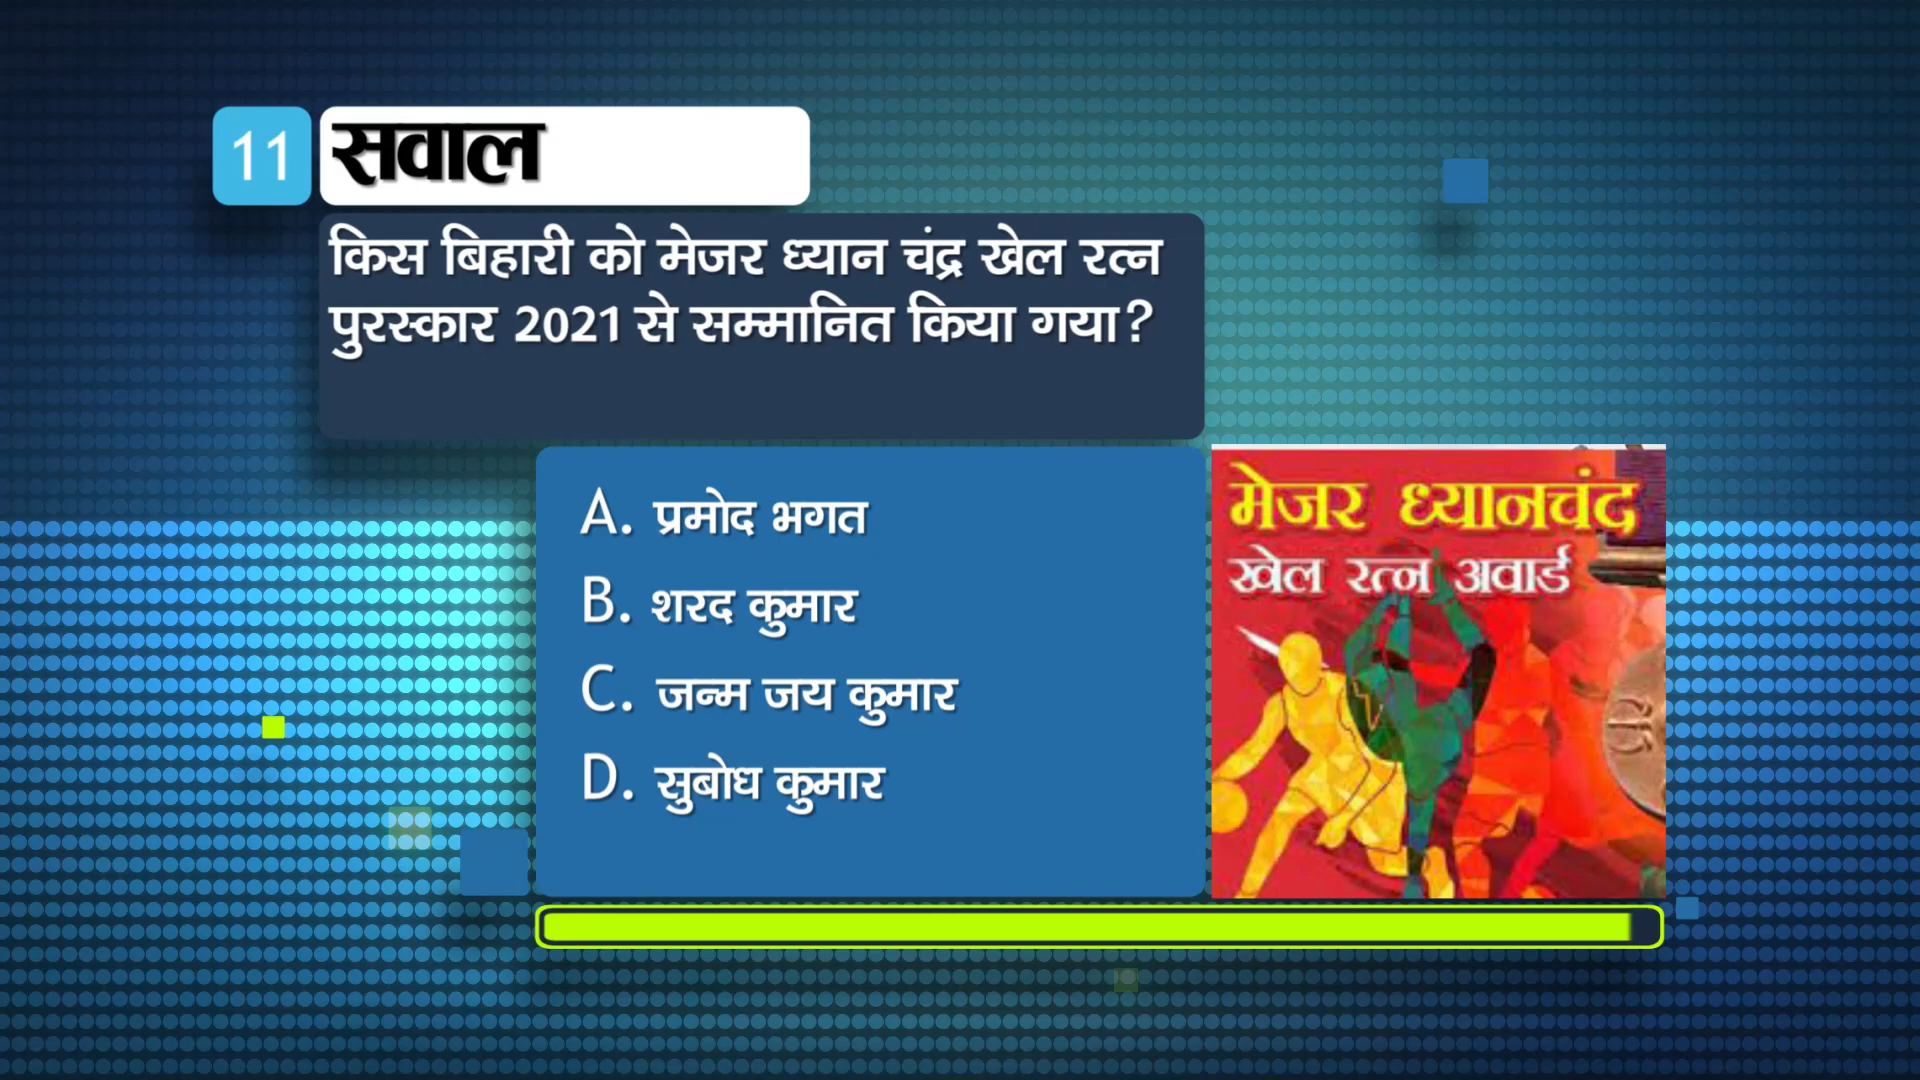 11 सवाल
किस बिहारी को मेजर ध्यान चंद्र खेल रत्न
पुरस्कार 2021 से सम्मानित किया गया?
A. प्रमोद भगत
B. शरद कुमार
C. जन्म जय कुमार
D. सुबोध कुमार
मेजर ध्यानचंद
खेल रत्न अवार्ड